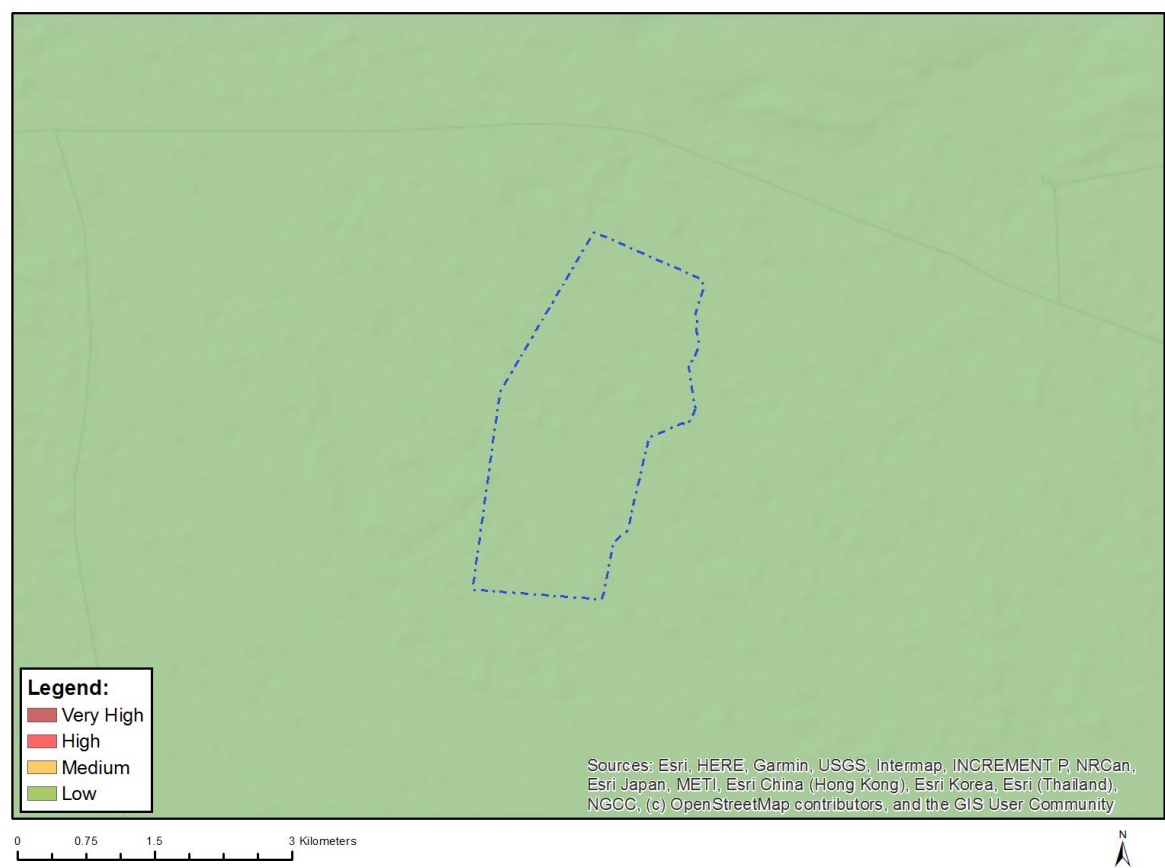 Legend:
Very High
High
Medium
Low
Sources: Esri, HERE, Garmin, USGS, Intermap, INCREMENT P, NRCan,
Esri Japan, METI, Esri China (Hong Kong), Esri Korea, Esri (Thailand),
NGCC, (c) OpenStreetMap contributors, and the GIS User Community
0 0.75 1.5 3 Kilometers
N